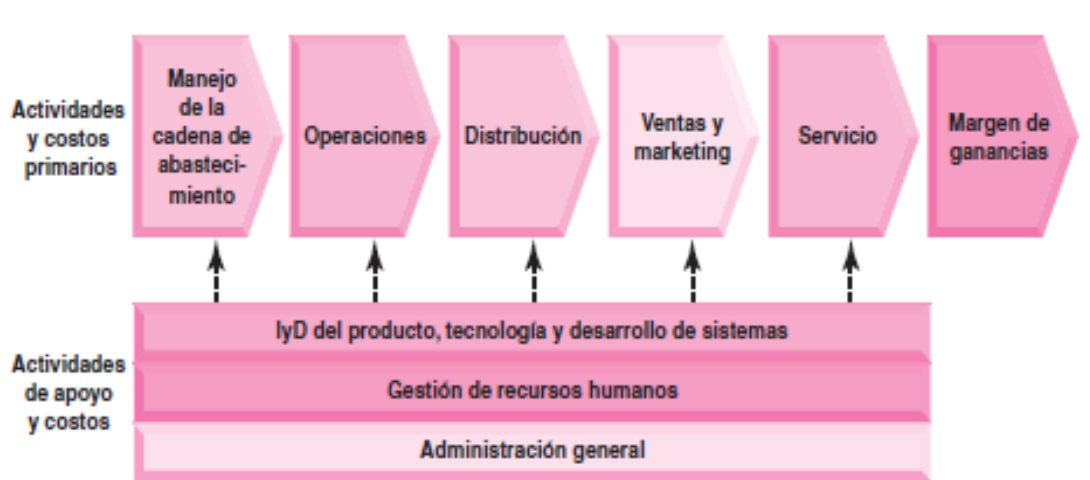 Actividades
y costos
primarios
Manejo
de la
cadena de
abasteci-
miento
Operaciones
Distribución
Ventas y
marketing
Servicio
Margen de
ganancias
Actividades
de apoyo
y costos
IyD del producto, tecnología y desarrollo de sistemas
Gestión de recursos humanos
Administración general